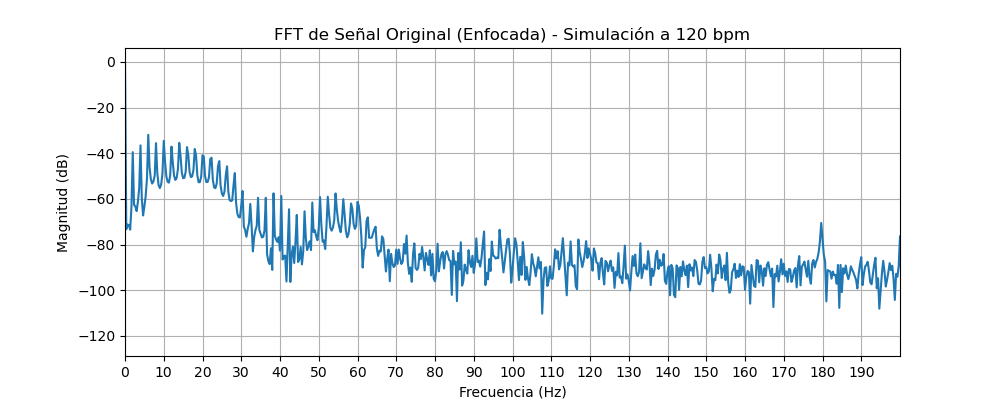 FFT de Señal Original (Enfocada) - Simulación a 120 bpm
Magnitud (dB)
0
−20
−40
−60
−80
−100
−120
0 10 20 30 40 50 60 70 80 90 100 110 120 130 140 150 160 170 180 190
Frecuencia (Hz)